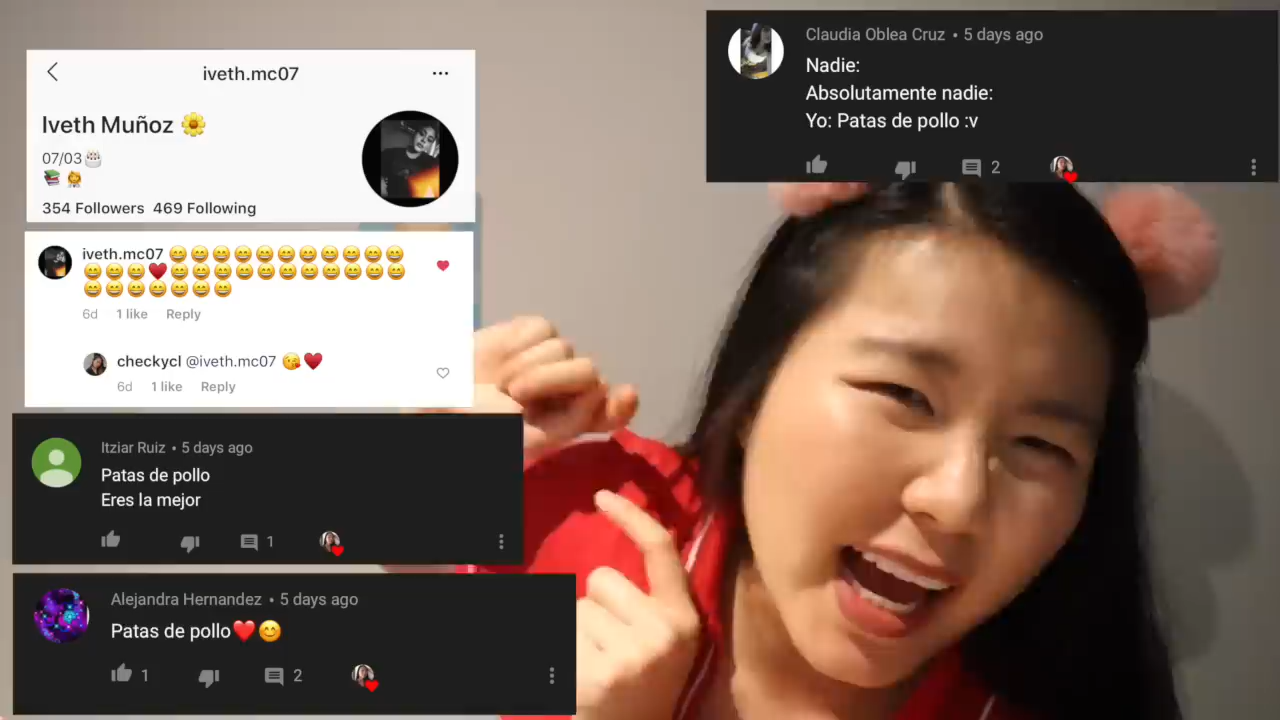 iveth.mc07
Iveth Muñoz 🌼
07/03🎂
📚 👩‍🏫
354 Followers 469 Following
iveth.mc07 😄😄😄😄😄😄😄😄😄😄😄
😄😄😄♥️😄😄😄😄😄😄😄😄😄😄😄
😄😄😄😄😄😄😄
6d 1 like Reply
checkycl @iveth.mc07 😘♥️
6d 1 like Reply
Itziar Ruiz • 5 days ago
Patas de pollo
Eres la mejor
1
Alejandra Hernandez • 5 days ago
Patas de pollo❤️😊
1 2
Claudia Oblea Cruz • 5 days ago
Nadie:
Absolutamente nadie:
Yo: Patas de pollo :v
2